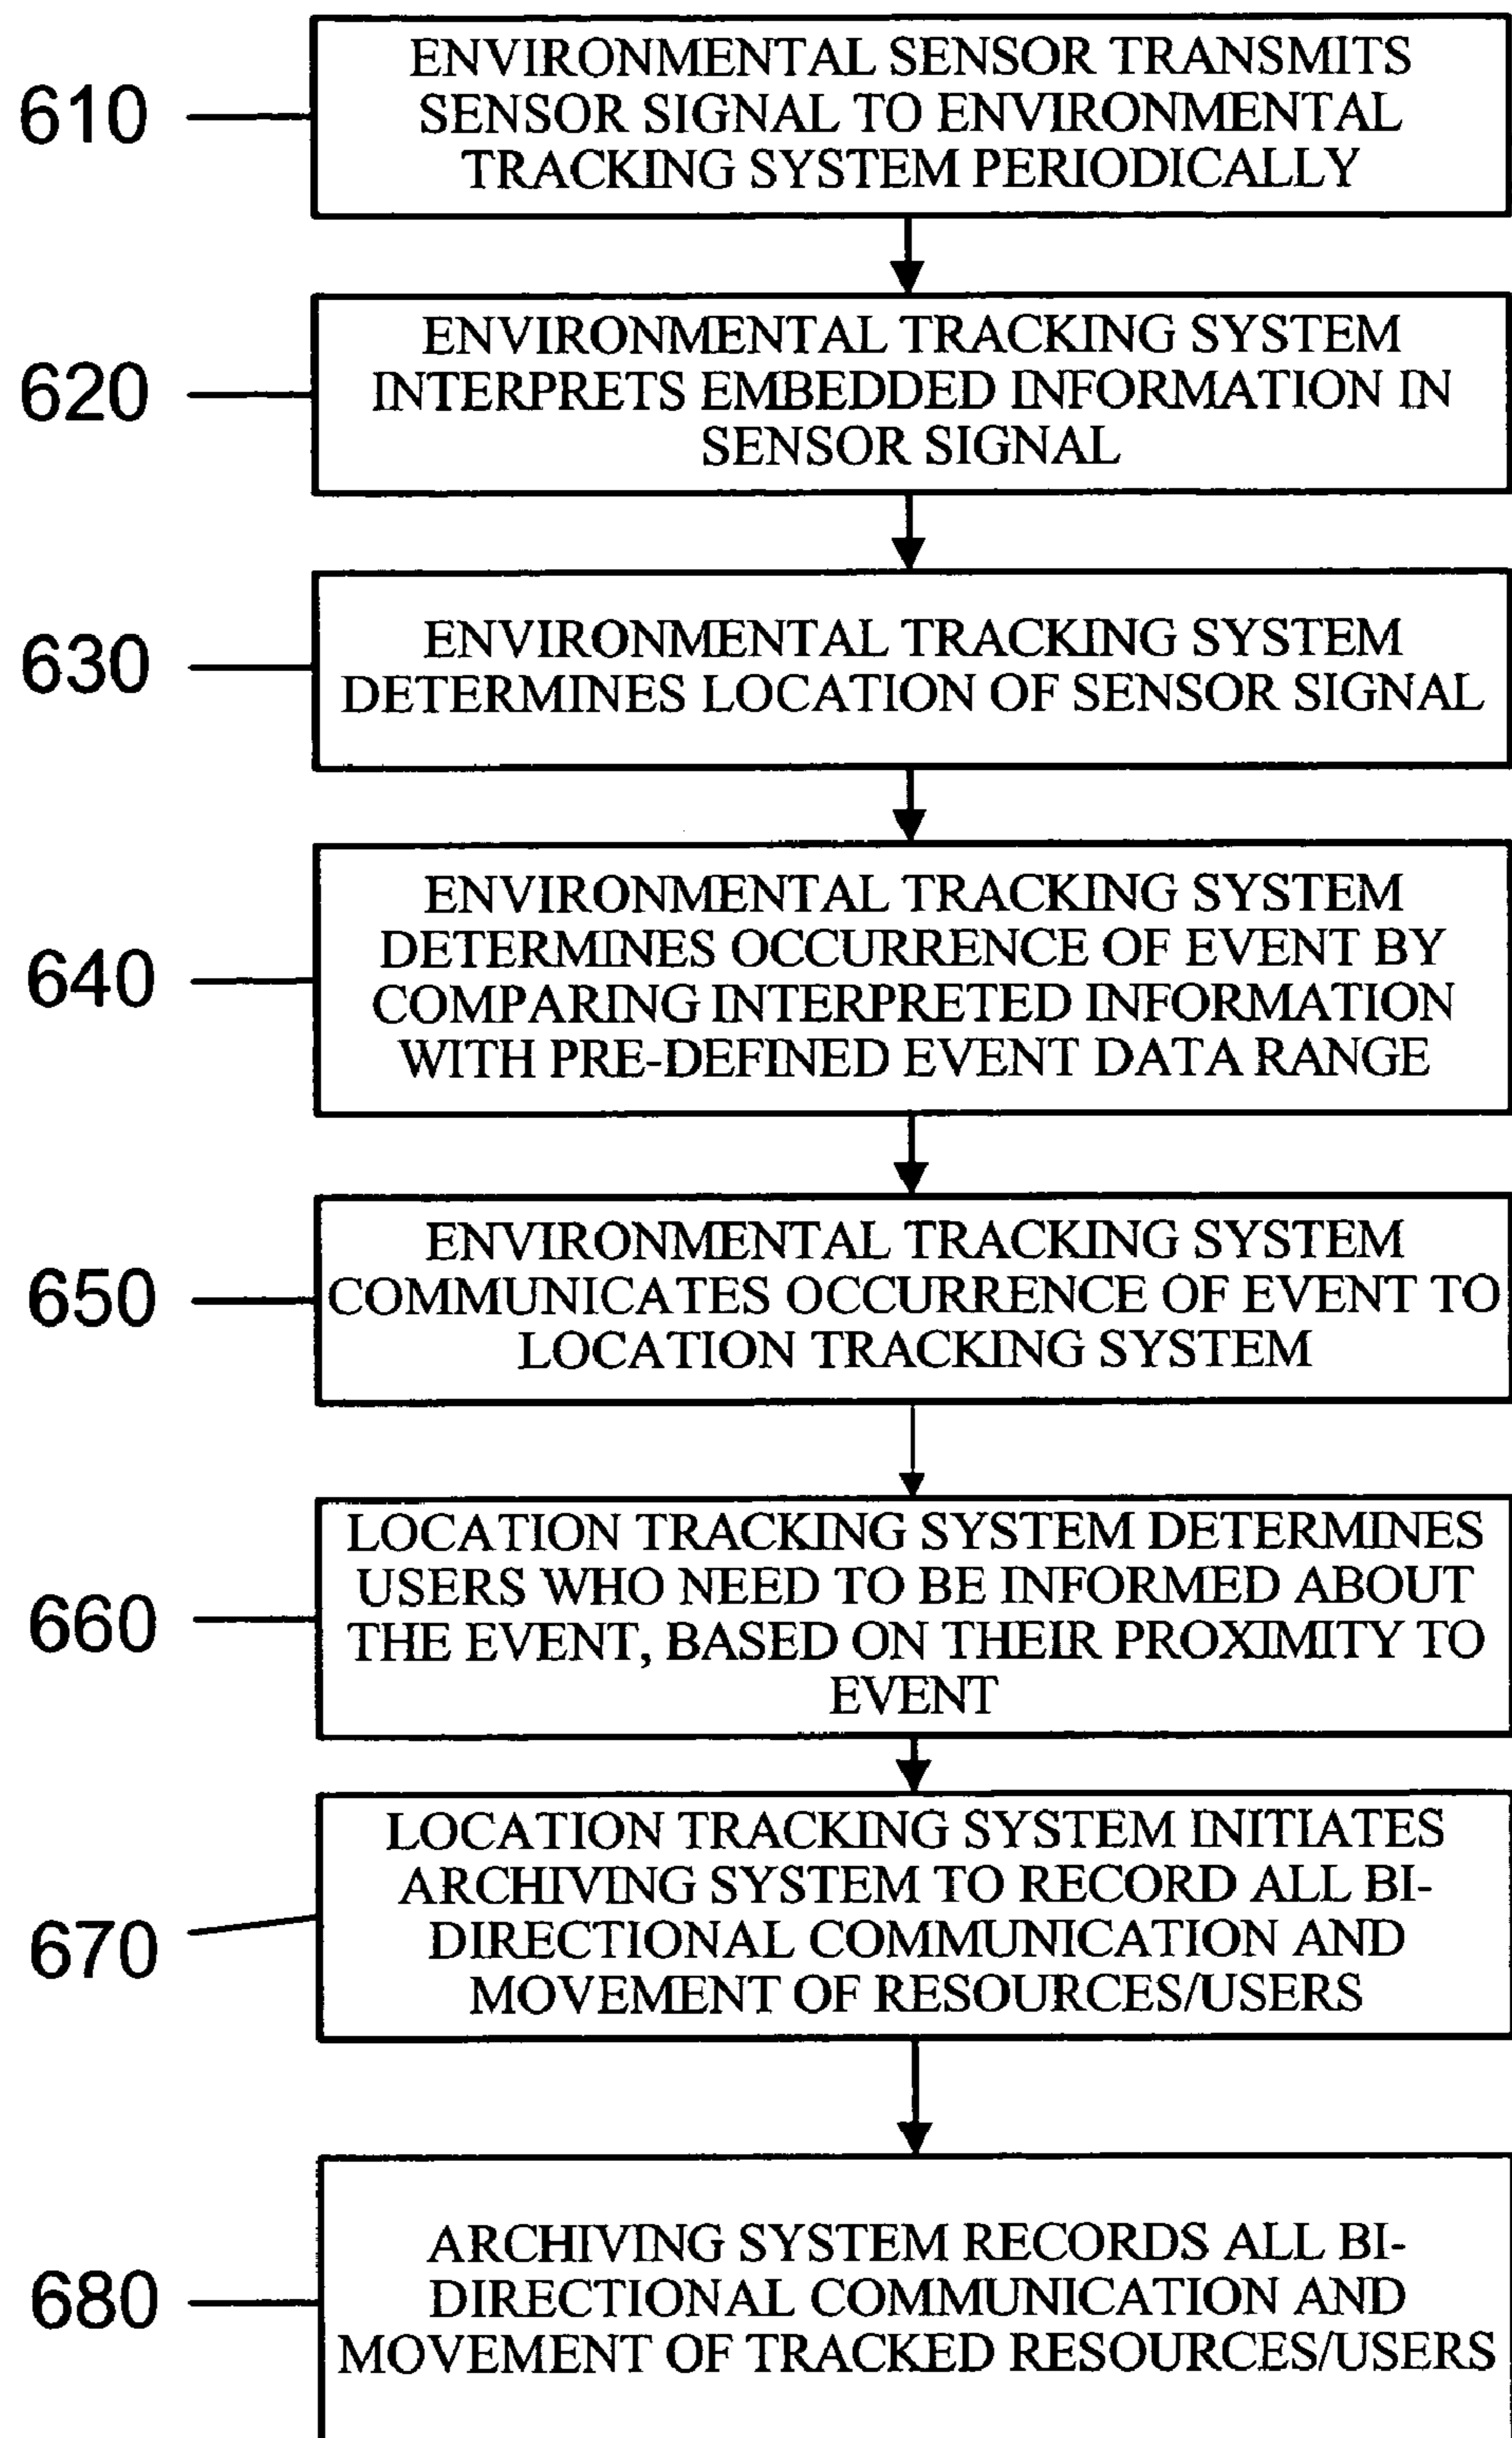 610
ENVIRONMENTAL SENSOR TRANSMITS
SENSOR SIGNAL TO ENVIRONMENTAL
TRACKING SYSTEM PERIODICALLY
620
ENVIRONMENTAL TRACKING SYSTEM
INTERPRETS EMBEDDED INFORMATION IN
SENSOR SIGNAL
630
ENVIRONMENTAL TRACKING SYSTEM
DETERMINES LOCATION OF SENSOR SIGNAL
640
ENVIRONMENTAL TRACKING SYSTEM
DETERMINES OCCURRENCE OF EVENT BY
COMPARING INTERPRETED INFORMATION
WITH PRE-DEFINED EVENT DATA RANGE
650
ENVIRONMENTAL TRACKING SYSTEM
COMMUNICATES OCCURRENCE OF EVENT TO
LOCATION TRACKING SYSTEM
660
LOCATION TRACKING SYSTEM DETERMINES
USERS WHO NEED TO BE INFORMED ABOUT
THE EVENT, BASED ON THEIR PROXIMITY TO
EVENT
670
LOCATION TRACKING SYSTEM INITIATES
ARCHIVING SYSTEM TO RECORD ALL BI-
DIRECTIONAL COMMUNICATION AND
MOVEMENT OF RESOURCES/USERS
680
ARCHIVING SYSTEM RECORDS ALL BI-
DIRECTIONAL COMMUNICATION AND
MOVEMENT OF TRACKED RESOURCES/USERS